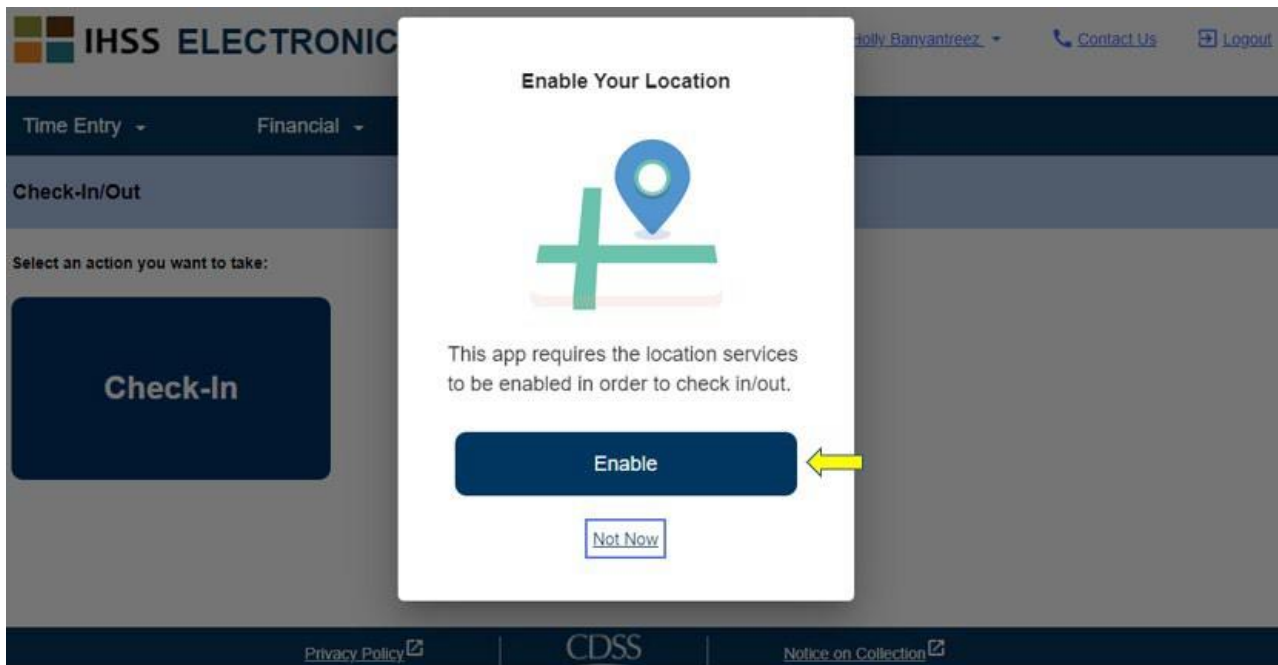 IHSS ELECTRONIC
Holly Banyantreez
Contact Us
Logout
Time Entry
Financial
Check-In/Out
Select an action you want to take:
Check-In
Enable Your Location
This app requires the location services
to be enabled in order to check in/out.
Enable
Not Now
Privacy Policy
CDSS
Notice on Collection